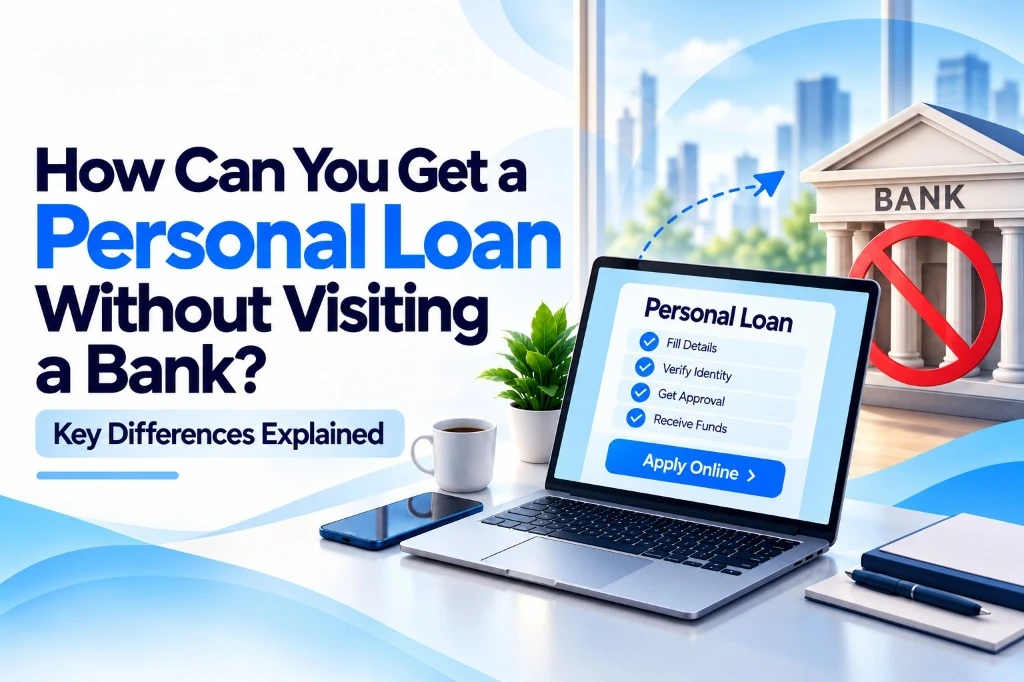 How Can You Get a
Personal Loan
Without Visiting
a Bank?
Key Differences Explained
BANK
Personal Loan
Fill Details
Verify Identity
Get Approval
Receive Funds
Apply Online >